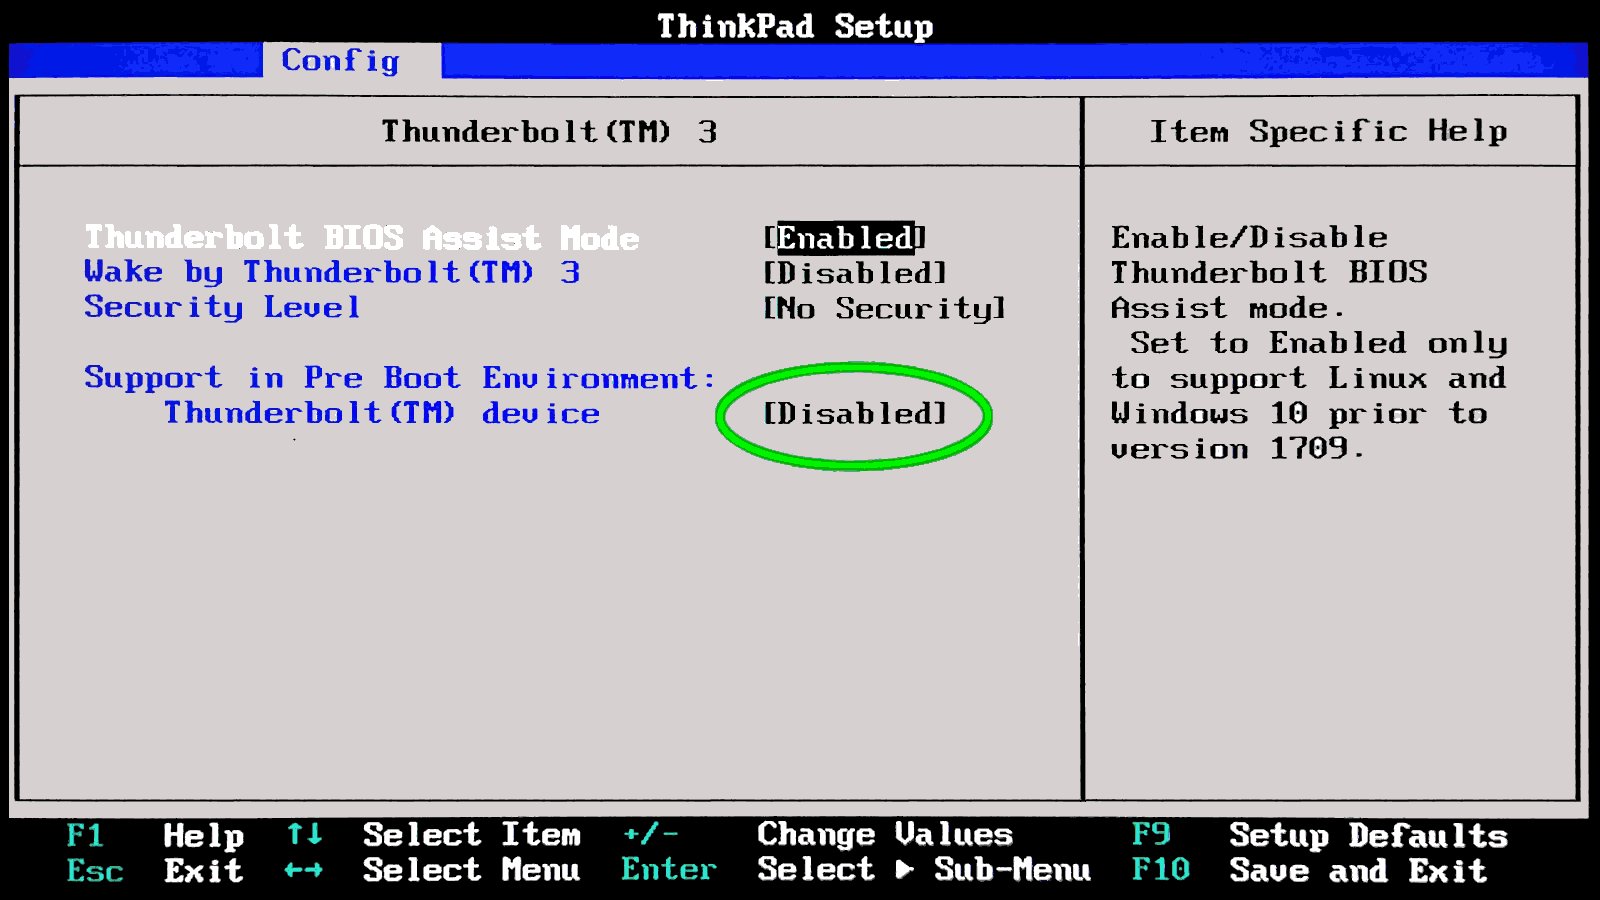 ThinkPad Setup
Config
Thunderbolt(TM) 3
Item Specific Help
Thunderbolt BIOS Assist Mode [Enabled]
Wake by Thunderbolt(TM) 3 [Disabled]
Security Level [No Security]
Support in Pre Boot Environment:
Thunderbolt(TM) device [Disabled]
Enable/Disable
Thunderbolt BIOS
Assist mode.
Set to Enabled only
to support Linux and
Windows 10 prior to
version 1709.
F1 Help ↑↓ Select Item +/- Change Values F9 Setup Defaults
Esc Exit ←→ Select Menu Enter Select ▶ Sub-Menu F10 Save and Exit